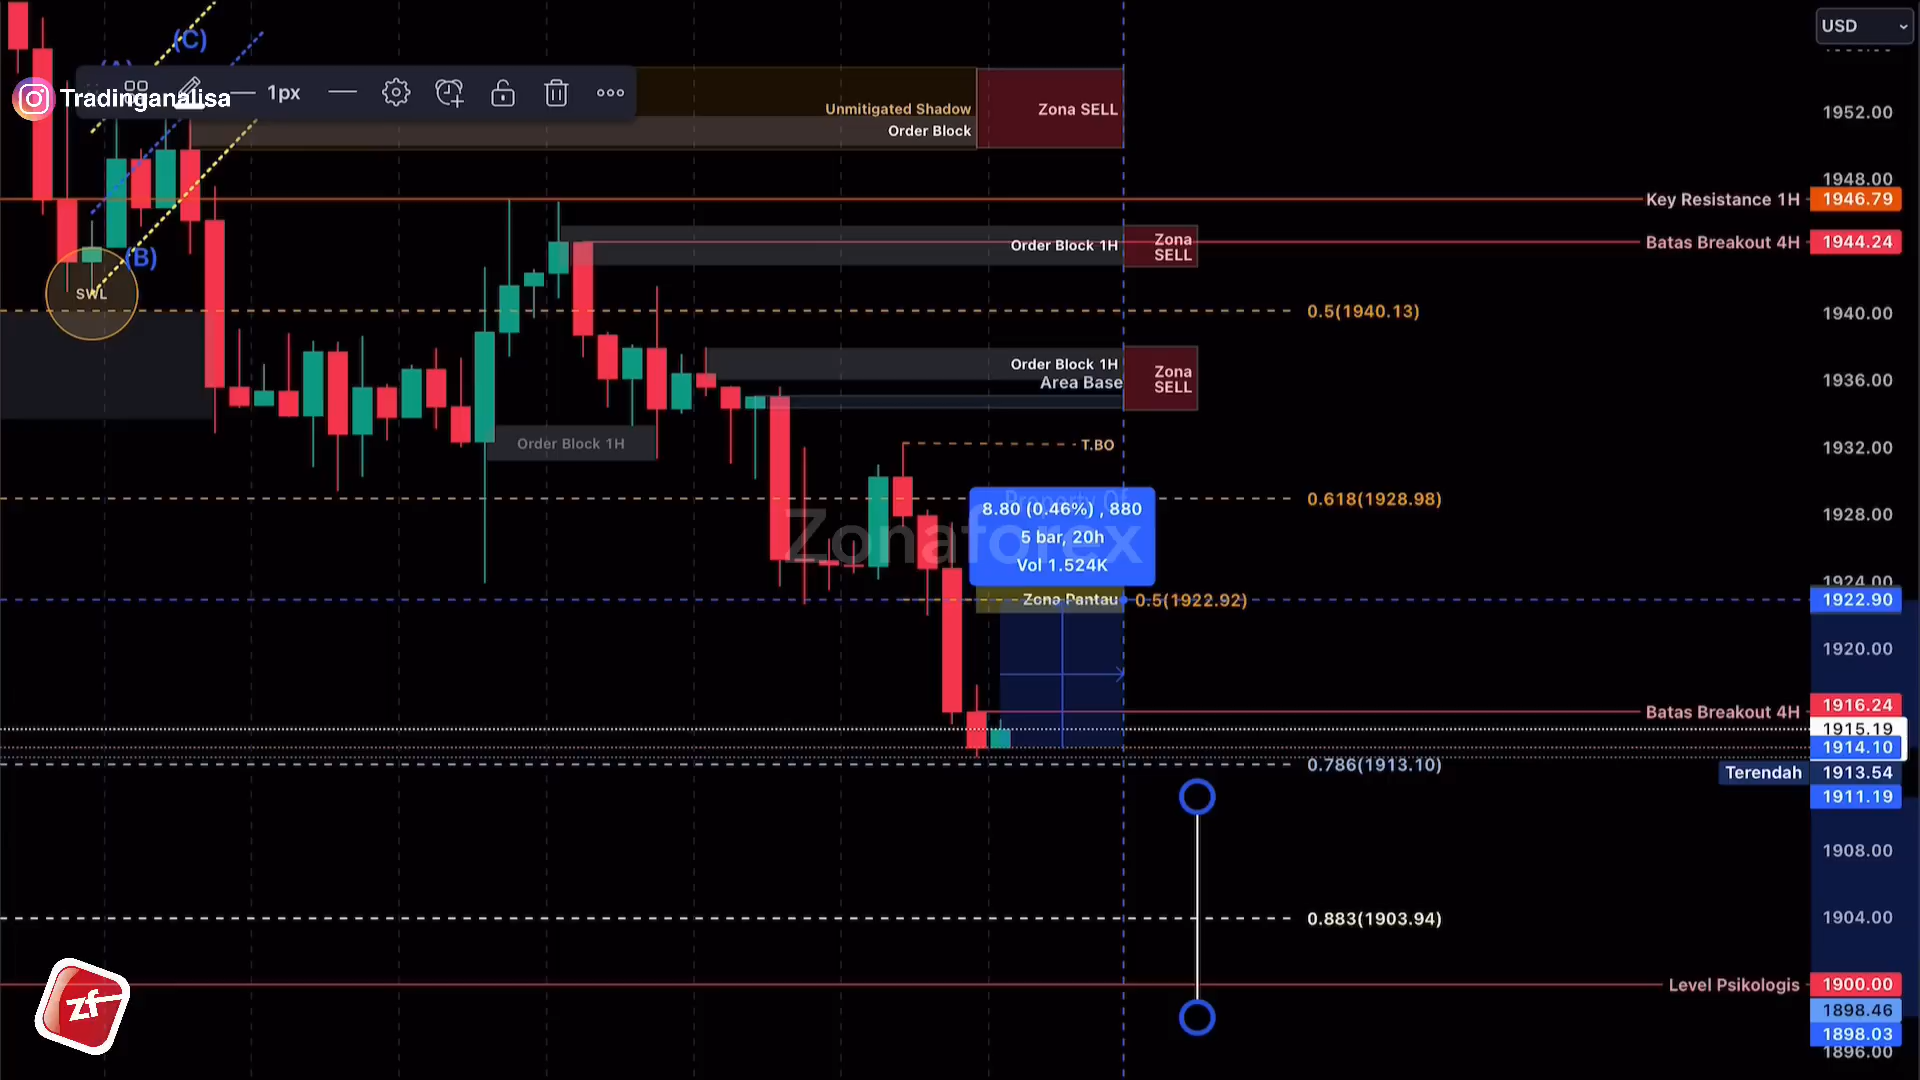 USD
(C)
(A)
Tradinganalisa
1px
Unmitigated Shadow
Order Block
Zona SELL
1952.00
1948.00
Key Resistance 1H
1946.79
Order Block 1H
Zona
SELL
Batas Breakout 4H
1944.24
(B)
SWL
0.5(1940.13)
1940.00
Order Block 1H
Area Base
Zona
SELL
1936.00
Order Block 1H
T.BO
1932.00
0.618(1928.98)
Property Of
Zonaforex
8.80 (0.46%) , 880
5 bar, 20h
Vol 1.524K
1928.00
1924.00
Zona Pantau
0.5(1922.92)
1922.90
1920.00
1916.24
Batas Breakout 4H
1915.19
1914.10
0.786(1913.10)
Terendah
1913.54
1911.19
1908.00
0.883(1903.94)
1904.00
Level Psikologis
1900.00
1898.46
1898.03
1896.00
zf